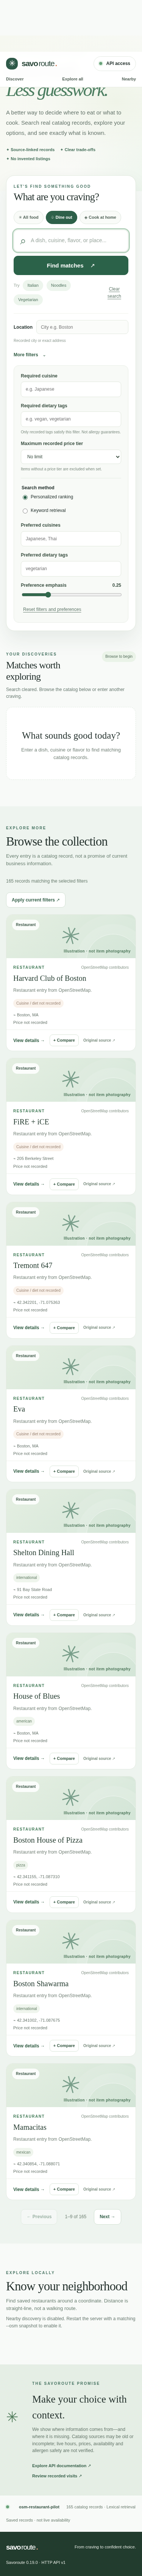 savoroute.
API access
Discover
Explore all
Nearby
Less guesswork.
A better way to decide where to eat or what to
cook. Search real catalog records, explore your
options, and see exactly what is known.
✦ Source-linked records
✦ Clear trade-offs
✦ No invented listings
LET'S FIND SOMETHING GOOD
What are you craving?
All food
Dine out
Cook at home
A dish, cuisine, flavor, or place…
Find matches ↗
Try
Italian
Noodles
Vegetarian
Clear
search
Location
City e.g. Boston
Recorded city or exact address
More filters
Required cuisine
e.g. Japanese
Required dietary tags
e.g. vegan, vegetarian
Only recorded tags satisfy this filter. Not allergy guarantees.
Maximum recorded price tier
No limit
Items without a price tier are excluded when set.
Search method
Personalized ranking
Keyword retrieval
Preferred cuisines
Japanese, Thai
Preferred dietary tags
vegetarian
Preference emphasis
0.25
Reset filters and preferences
YOUR DISCOVERIES
Matches worth
exploring
Browse to begin
Search cleared. Browse the catalog below or enter another
craving.
What sounds good today?
Enter a dish, cuisine or flavor to find matching
catalog records.
EXPLORE MORE
Browse the collection
Every entry is a catalog record, not a promise of current
business information.
165 records matching the selected filters
Apply current filters ↗
Restaurant
Illustration · not item photography
RESTAURANT
OpenStreetMap contributors
Harvard Club of Boston
Restaurant entry from OpenStreetMap.
Cuisine / diet not recorded
Boston, MA
Price not recorded
View details →
+ Compare
Original source ↗
Restaurant
Illustration · not item photography
RESTAURANT
OpenStreetMap contributors
FiRE + iCE
Restaurant entry from OpenStreetMap.
Cuisine / diet not recorded
205 Berkeley Street
Price not recorded
View details →
+ Compare
Original source ↗
Restaurant
Illustration · not item photography
RESTAURANT
OpenStreetMap contributors
Tremont 647
Restaurant entry from OpenStreetMap.
Cuisine / diet not recorded
Price not recorded
View details →
+ Compare
Original source ↗
Restaurant
Illustration · not item photography
RESTAURANT
OpenStreetMap contributors
Eva
Restaurant entry from OpenStreetMap.
Cuisine / diet not recorded
Boston, MA
Price not recorded
View details →
+ Compare
Original source ↗
Restaurant
Illustration · not item photography
RESTAURANT
OpenStreetMap contributors
Shelton Dining Hall
Restaurant entry from OpenStreetMap.
international
91 Bay State Road
Price not recorded
View details →
+ Compare
Original source ↗
Restaurant
Illustration · not item photography
RESTAURANT
OpenStreetMap contributors
House of Blues
Restaurant entry from OpenStreetMap.
american
Boston, MA
Price not recorded
View details →
+ Compare
Original source ↗
Restaurant
Illustration · not item photography
RESTAURANT
OpenStreetMap contributors
Boston House of Pizza
Restaurant entry from OpenStreetMap.
pizza
Price not recorded
View details →
+ Compare
Original source ↗
Restaurant
Illustration · not item photography
RESTAURANT
OpenStreetMap contributors
Boston Shawarma
Restaurant entry from OpenStreetMap.
international
Price not recorded
View details →
+ Compare
Original source ↗
Restaurant
Illustration · not item photography
RESTAURANT
OpenStreetMap contributors
Mamacitas
Restaurant entry from OpenStreetMap.
mexican
Price not recorded
View details →
+ Compare
Original source ↗
← Previous
1–9 of 165
Next →
EXPLORE LOCALLY
Know your neighborhood
Find saved restaurants around a coordinate. Distance is
straight-line, not a walking route.
Nearby discovery is disabled. Restart the server with a matching
--room snapshot to enable it.
THE SAVOROUTE PROMISE
Make your choice with
context.
We show where information comes from—and
where it is missing. Catalog sources may be old or
incomplete; live hours, prices, availability and
allergen safety are not verified.
Explore API documentation ↗
Review recorded visits ↗
osm-restaurant-pilot · 165 catalog records · Lexical retrieval
Saved records · not live availability
savoroute.
From craving to confident choice.
Savoroute 0.19.0 · HTTP API v1